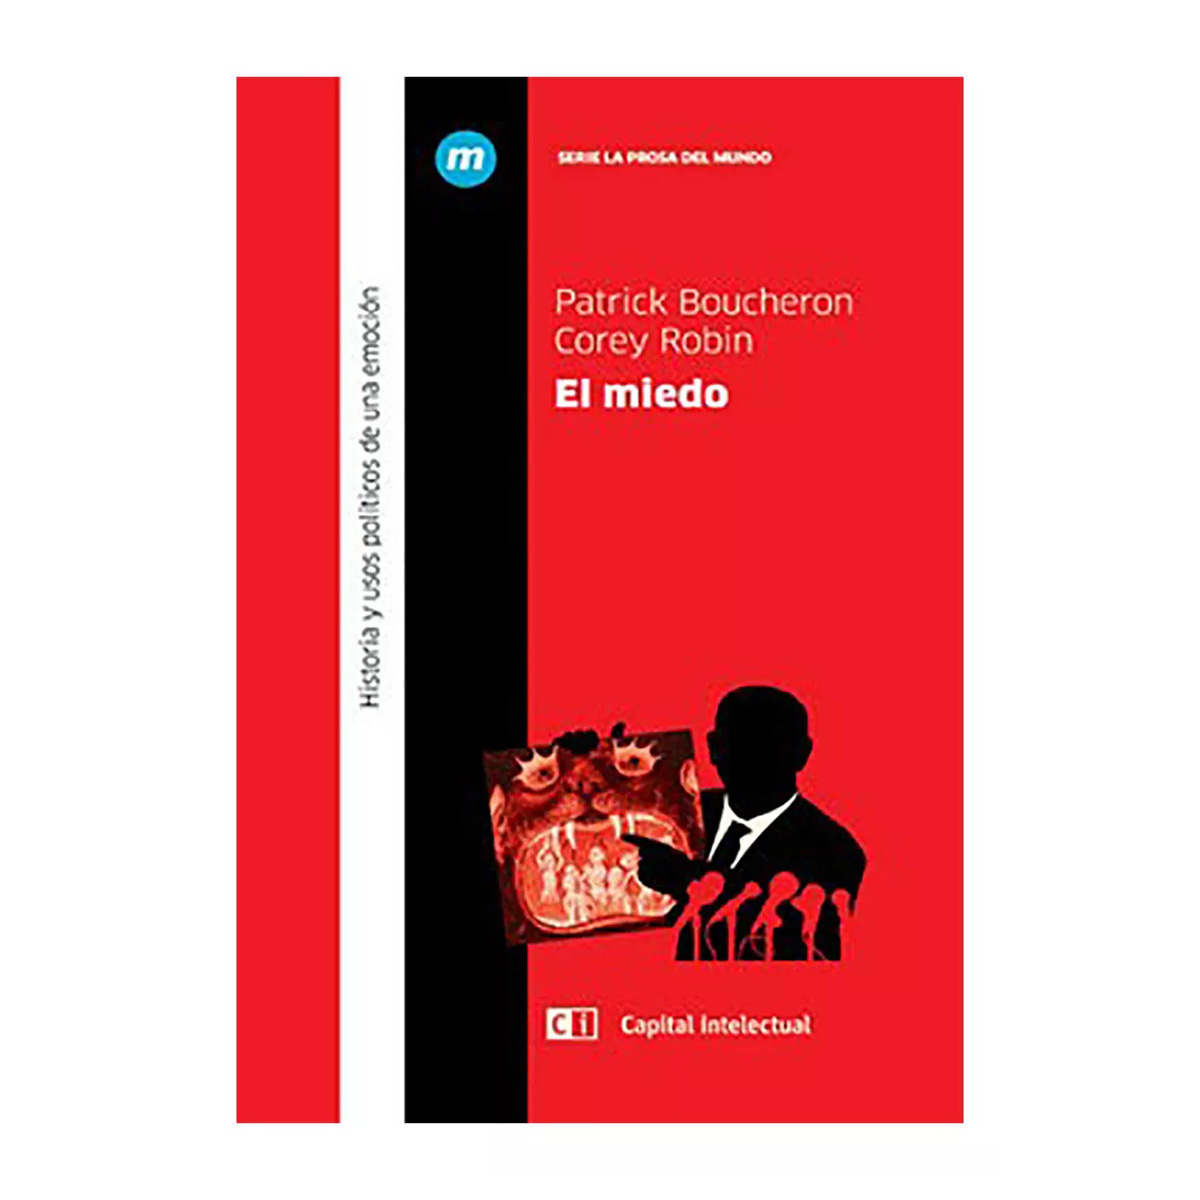 m
SERIE LA PROSA DEL MUNDO
Patrick Boucheron
Corey Robin
El miedo
Historia y usos políticos de una emoción
Ci Capital Intelectual